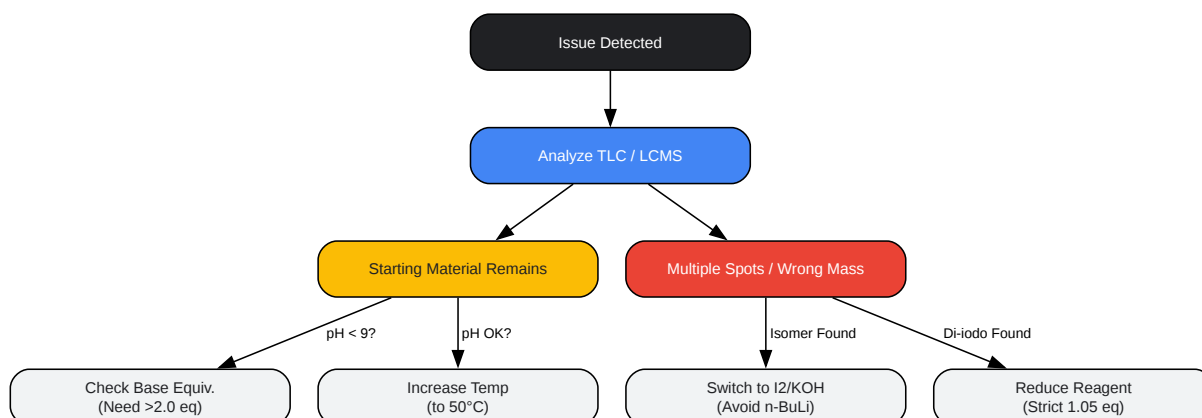 Issue Detected
Analyze TLC / LCMS
Starting Material Remains
Multiple Spots / Wrong Mass
pH < 9?
pH OK?
Isomer Found
Di-iodo Found
Check Base Equiv.
(Need >2.0 eq)
Increase Temp
(to 50°C)
Switch to I2/KOH
(Avoid n-BuLi)
Reduce Reagent
(Strict 1.05 eq)